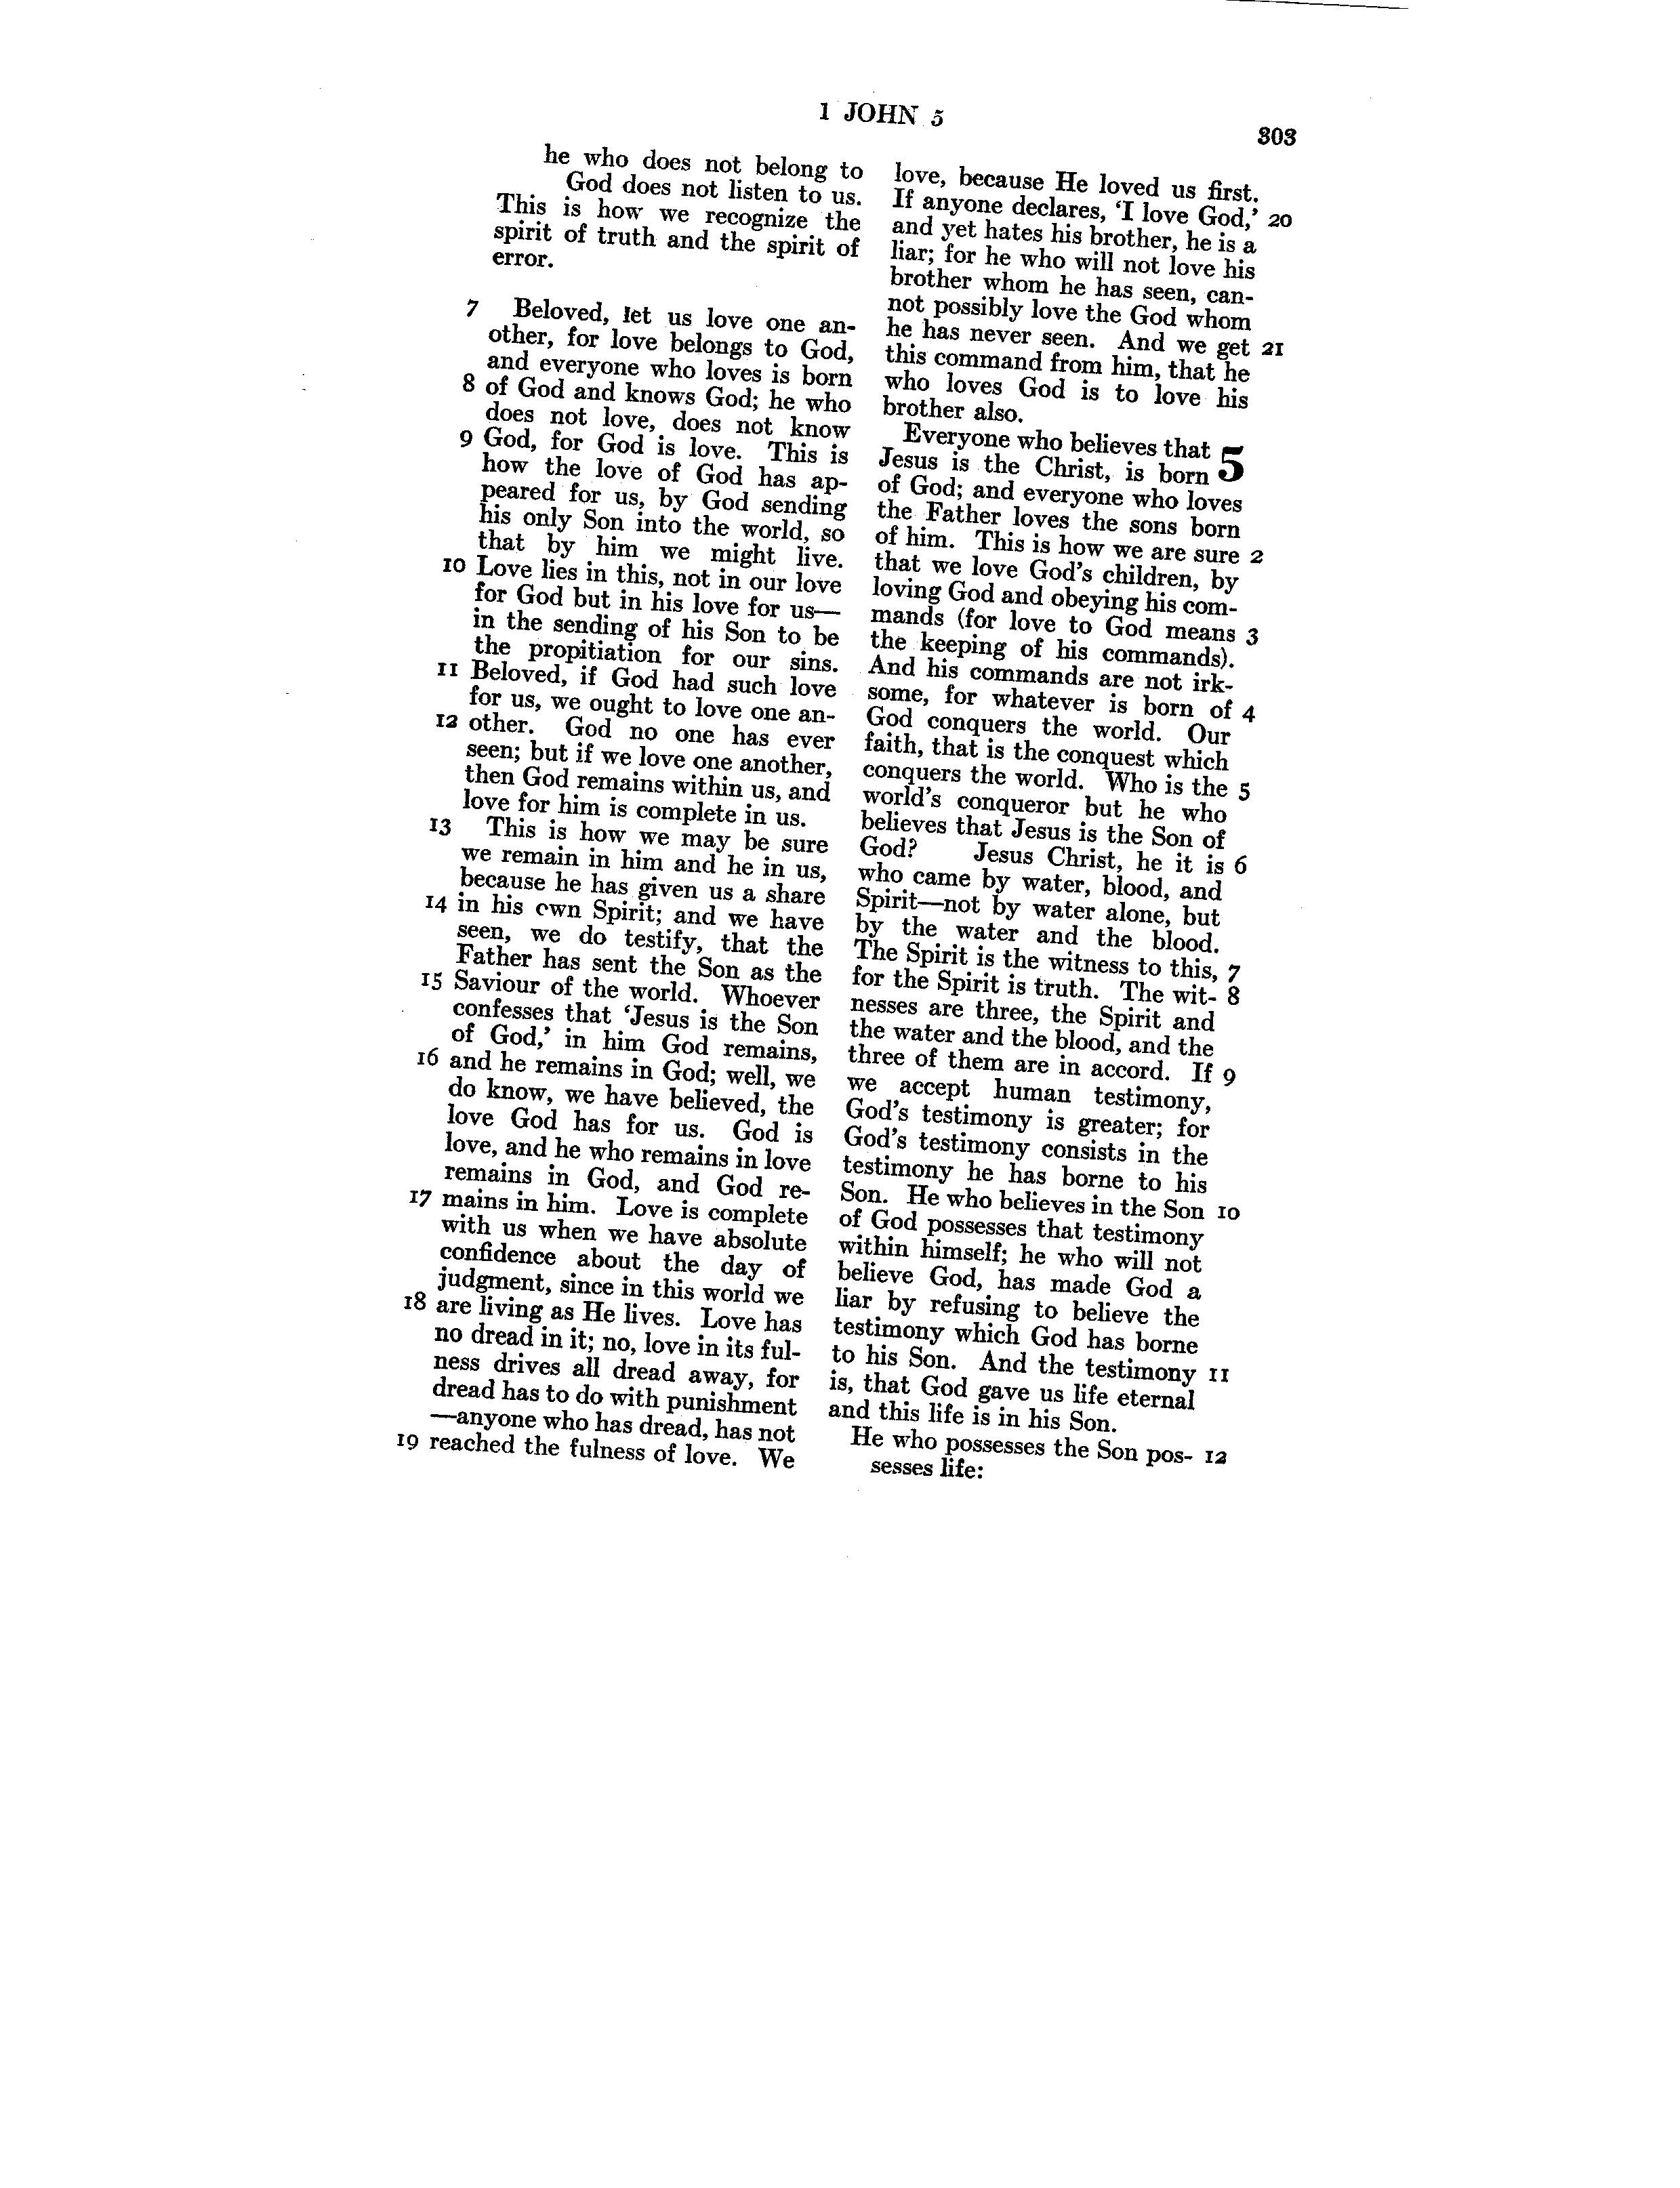 1 JOHN 5
303
he who does not belong to
God does not listen to us.
This is how we recognize the
spirit of truth and the spirit of
error.
7 Beloved, let us love one an-
other, for love belongs to God,
and everyone who loves is born
8 of God and knows God; he who
does not love, does not know
9 God, for God is love. This is
how the love of God has ap-
peared for us, by God sending
his only Son into the world, so
that by him we might live.
10 Love lies in this, not in our love
for God but in his love for us—
in the sending of his Son to be
the propitiation for our sins.
11 Beloved, if God had such love
for us, we ought to love one an-
12 other. God no one has ever
seen; but if we love one another,
then God remains within us, and
love for him is complete in us.
13 This is how we may be sure
we remain in him and he in us,
because he has given us a share
14 in his own Spirit; and we have
seen, we do testify, that the
Father has sent the Son as the
15 Saviour of the world. Whoever
confesses that ‘Jesus is the Son
of God,’ in him God remains,
16 and he remains in God; well, we
do know, we have believed, the
love God has for us. God is
love, and he who remains in love
remains in God, and God re-
17 mains in him. Love is complete
with us when we have absolute
confidence about the day of
judgment, since in this world we
18 are living as He lives. Love has
no dread in it; no, love in its ful-
ness drives all dread away, for
dread has to do with punishment
—anyone who has dread, has not
19 reached the fulness of love. We
love, because He loved us first.
If anyone declares, ‘I love God,’ 20
and yet hates his brother, he is a
liar; for he who will not love his
brother whom he has seen, can-
not possibly love the God whom
he has never seen. And we get 21
this command from him, that he
who loves God is to love his
brother also.
Everyone who believes that 5
Jesus is the Christ, is born
of God; and everyone who loves
the Father loves the sons born
of him. This is how we are sure 2
that we love God’s children, by
loving God and obeying his com-
mands (for love to God means 3
the keeping of his commands).
And his commands are not irk-
some, for whatever is born of 4
God conquers the world. Our
faith, that is the conquest which
conquers the world. Who is the 5
world’s conqueror but he who
believes that Jesus is the Son of
God? Jesus Christ, he it is 6
who came by water, blood, and
Spirit—not by water alone, but
by the water and the blood.
The Spirit is the witness to this, 7
for the Spirit is truth. The wit- 8
nesses are three, the Spirit and
the water and the blood, and the
three of them are in accord. If 9
we accept human testimony,
God’s testimony is greater; for
God’s testimony consists in the
testimony he has borne to his
Son. He who believes in the Son 10
of God possesses that testimony
within himself; he who will not
believe God, has made God a
liar by refusing to believe the
testimony which God has borne
to his Son. And the testimony 11
is, that God gave us life eternal
and this life is in his Son.
He who possesses the Son pos- 12
sesses life: